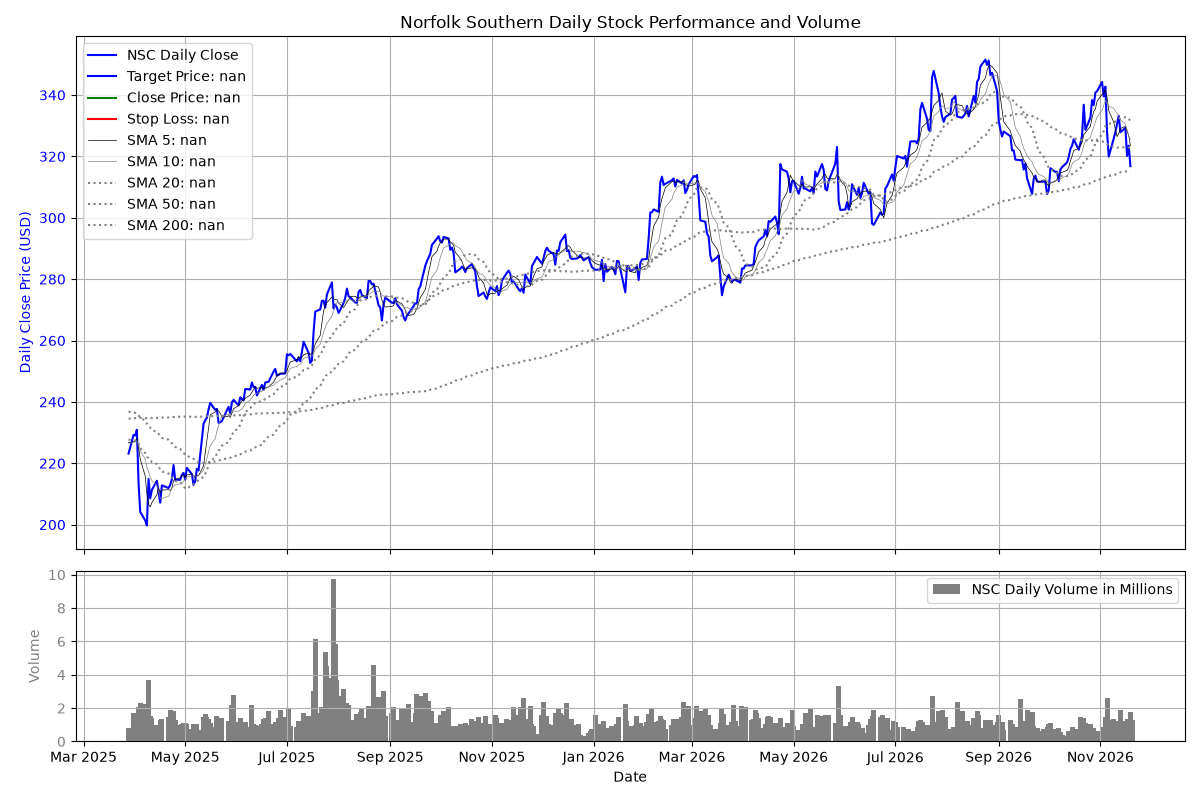 Norfolk Southern Daily Stock Performance and Volume
Daily Close Price (USD)
340
320
300
280
260
240
220
200
NSC Daily Close
Target Price: nan
Close Price: nan
Stop Loss: nan
SMA 5: nan
SMA 10: nan
SMA 20: nan
SMA 50: nan
SMA 200: nan
Volume
10
8
6
4
2
0
NSC Daily Volume in Millions
Mar 2025 May 2025 Jul 2025 Sep 2025 Nov 2025 Jan 2026 Mar 2026 May 2026 Jul 2026 Sep 2026 Nov 2026
Date